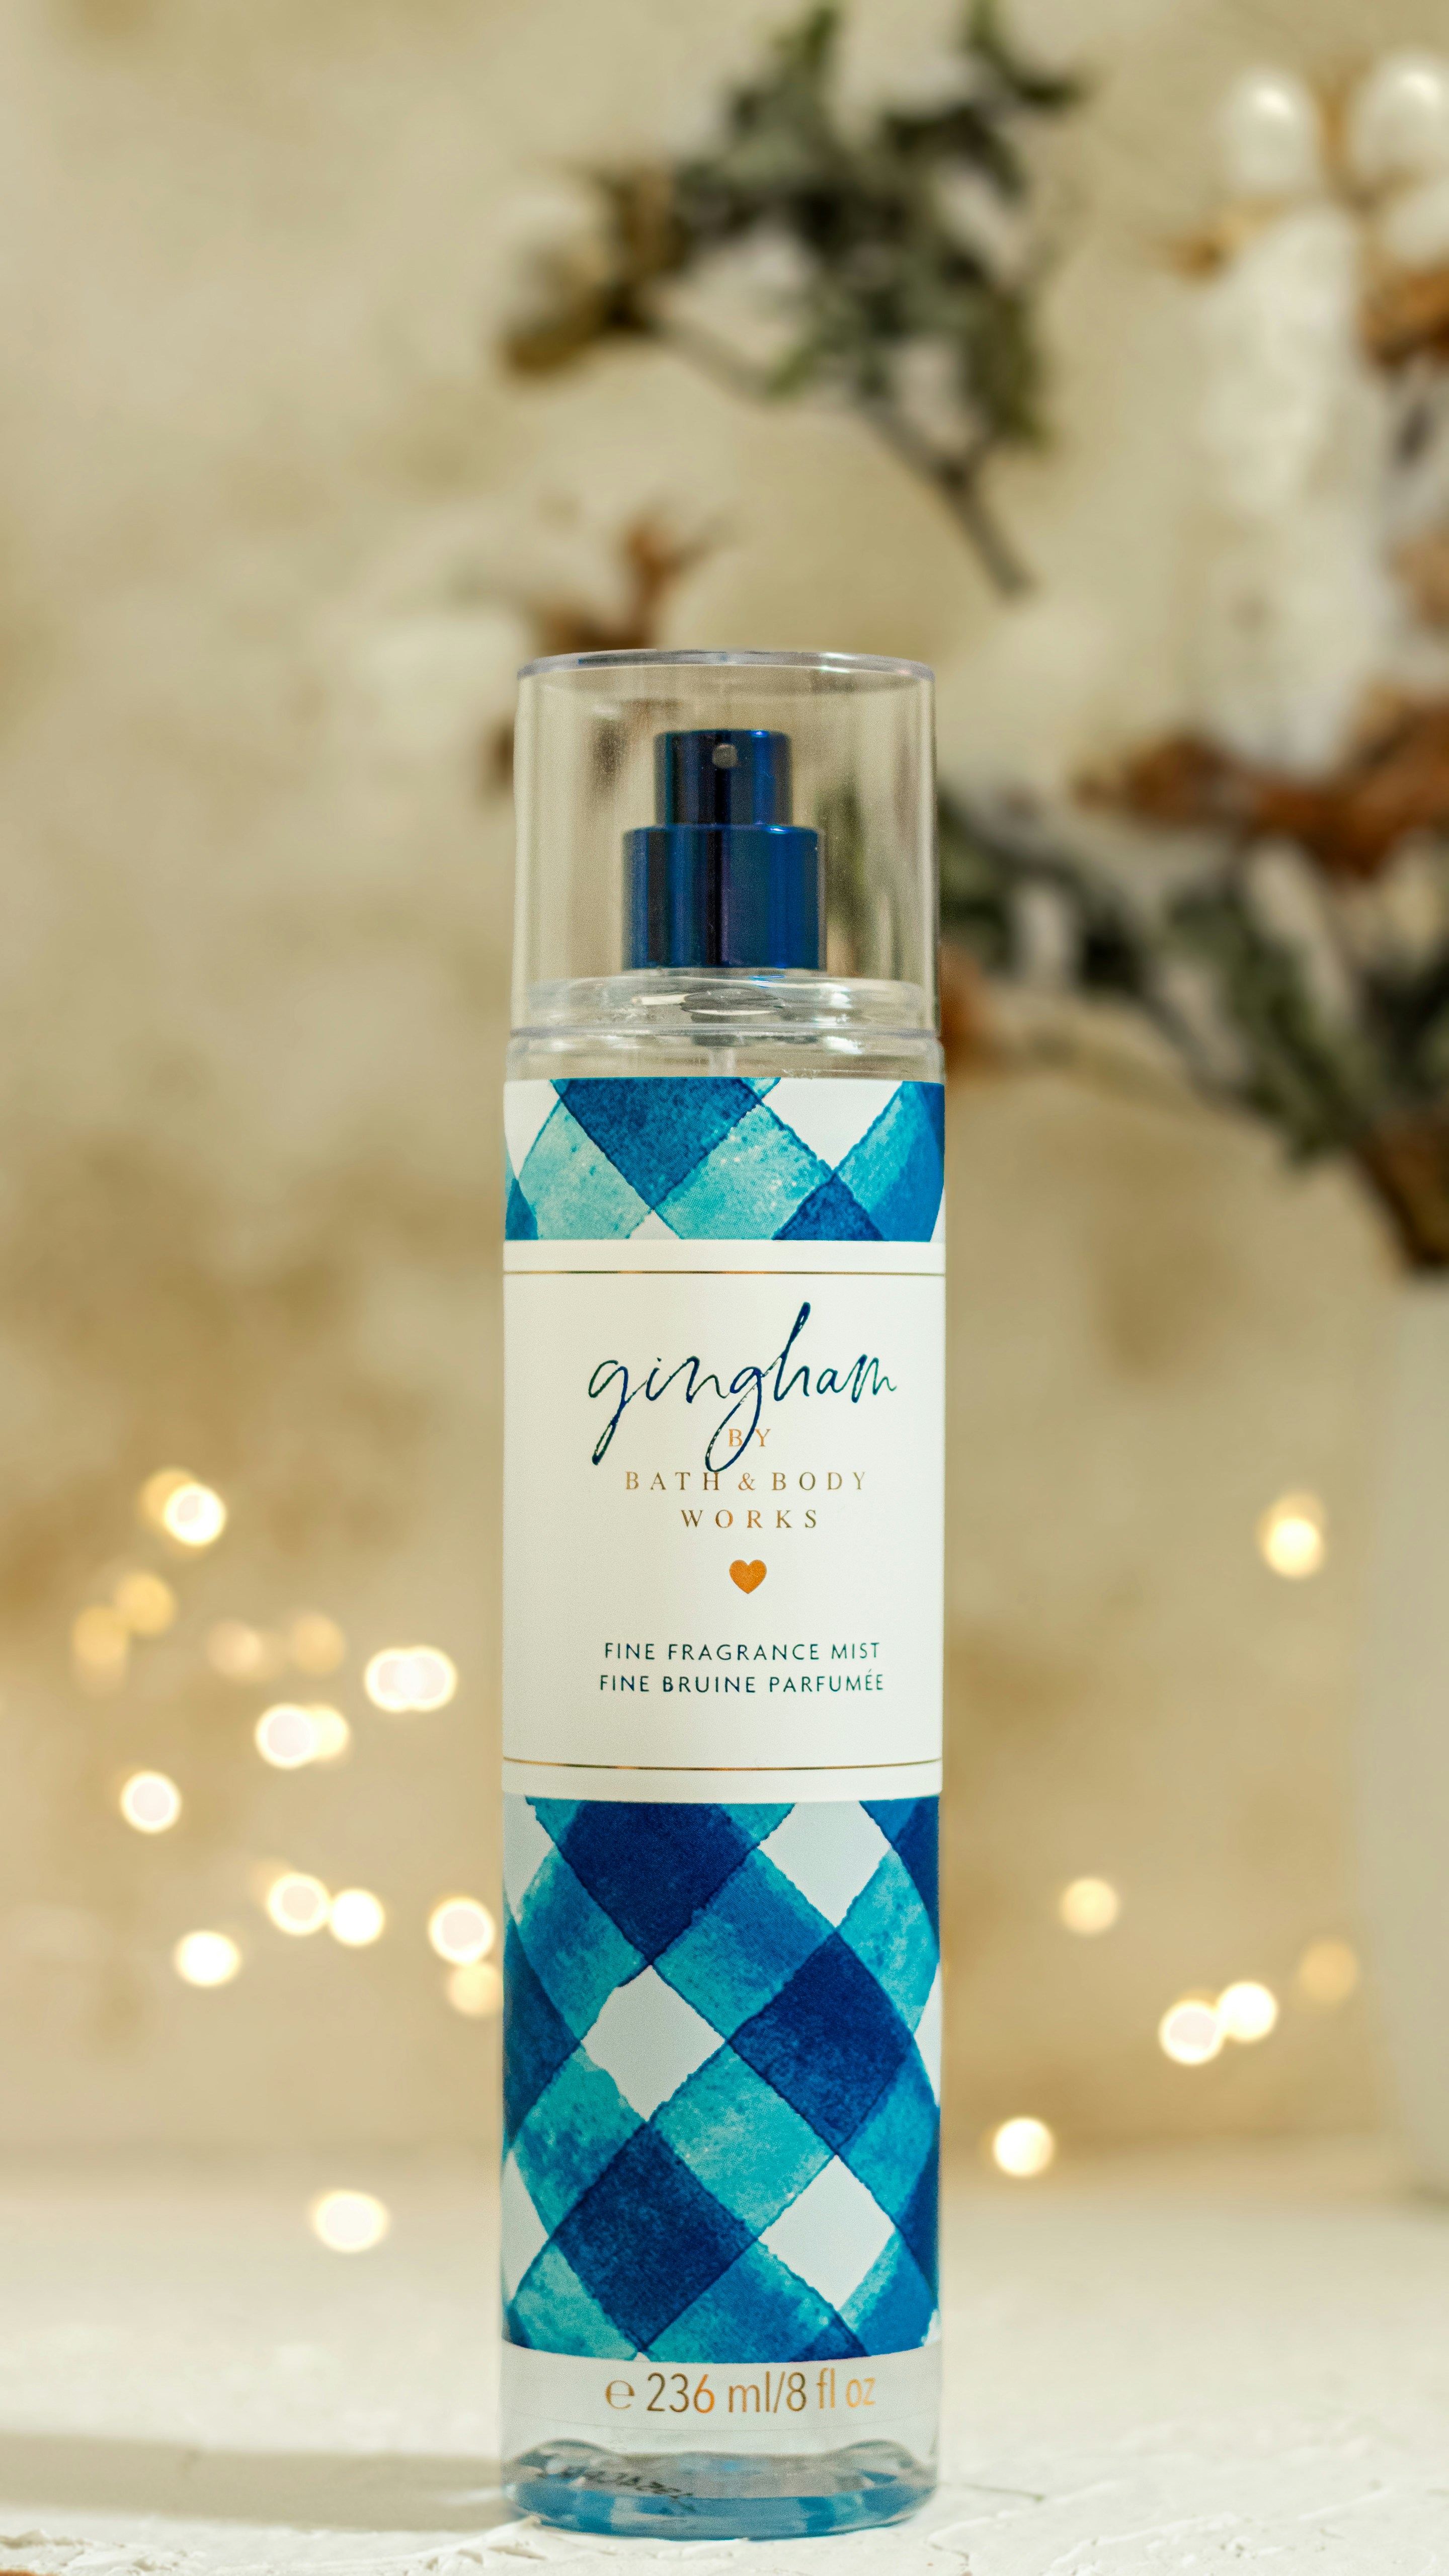 gingham
BY
BATH & BODY
WORKS
FINE FRAGRANCE MIST
FINE BRUINE PARFUMÉE
℮ 236 ml/8 fl oz